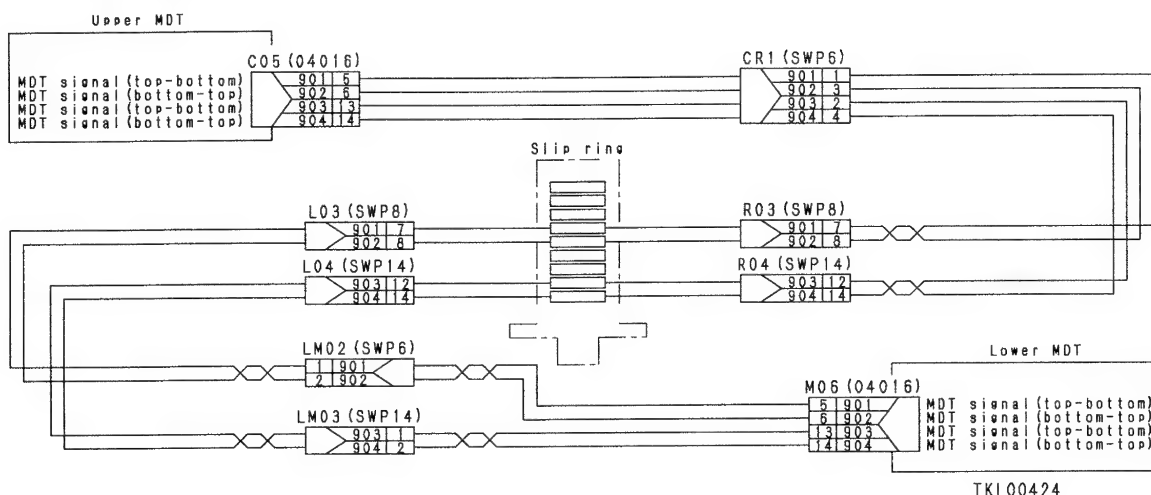 Upper MDT
C05 (04016)
MDT signal (top-bottom) 901 5
MDT signal (bottom-top) 902 6
MDT signal (top-bottom) 903 13
MDT signal (bottom-top) 904 14
CR1 (SWP6)
901 1
902 3
903 2
904 4
Slip ring
L03 (SWP8)
901 7
902 8
R03 (SWP8)
901 7
902 8
L04 (SWP14)
903 12
904 14
R04 (SWP14)
903 12
904 14
LM02 (SWP6)
1 901
2 902
LM03 (SWP14)
903 1
904 2
Lower MDT
M06 (04016)
5 901 MDT signal (top-bottom)
6 902 MDT signal (bottom-top)
13 903 MDT signal (top-bottom)
14 904 MDT signal (bottom-top)
TKL00424